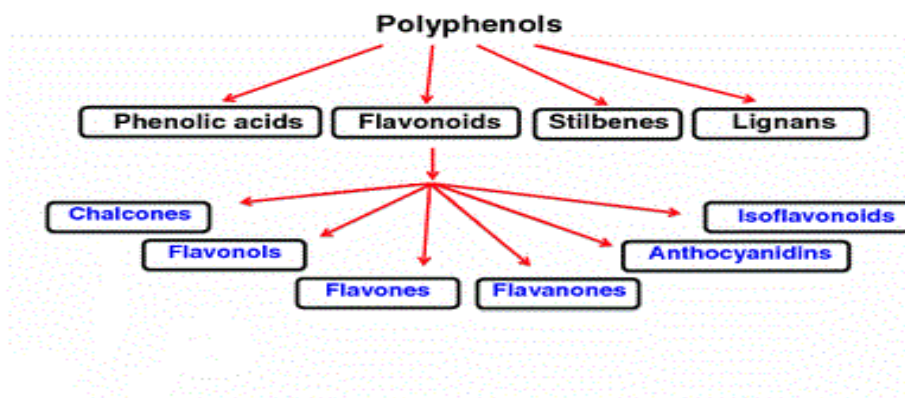 Polyphenols
Phenolic acids
Flavonoids
Stilbenes
Lignans
Chalcones
Isoflavonoids
Flavonols
Anthocyanidins
Flavones
Flavanones